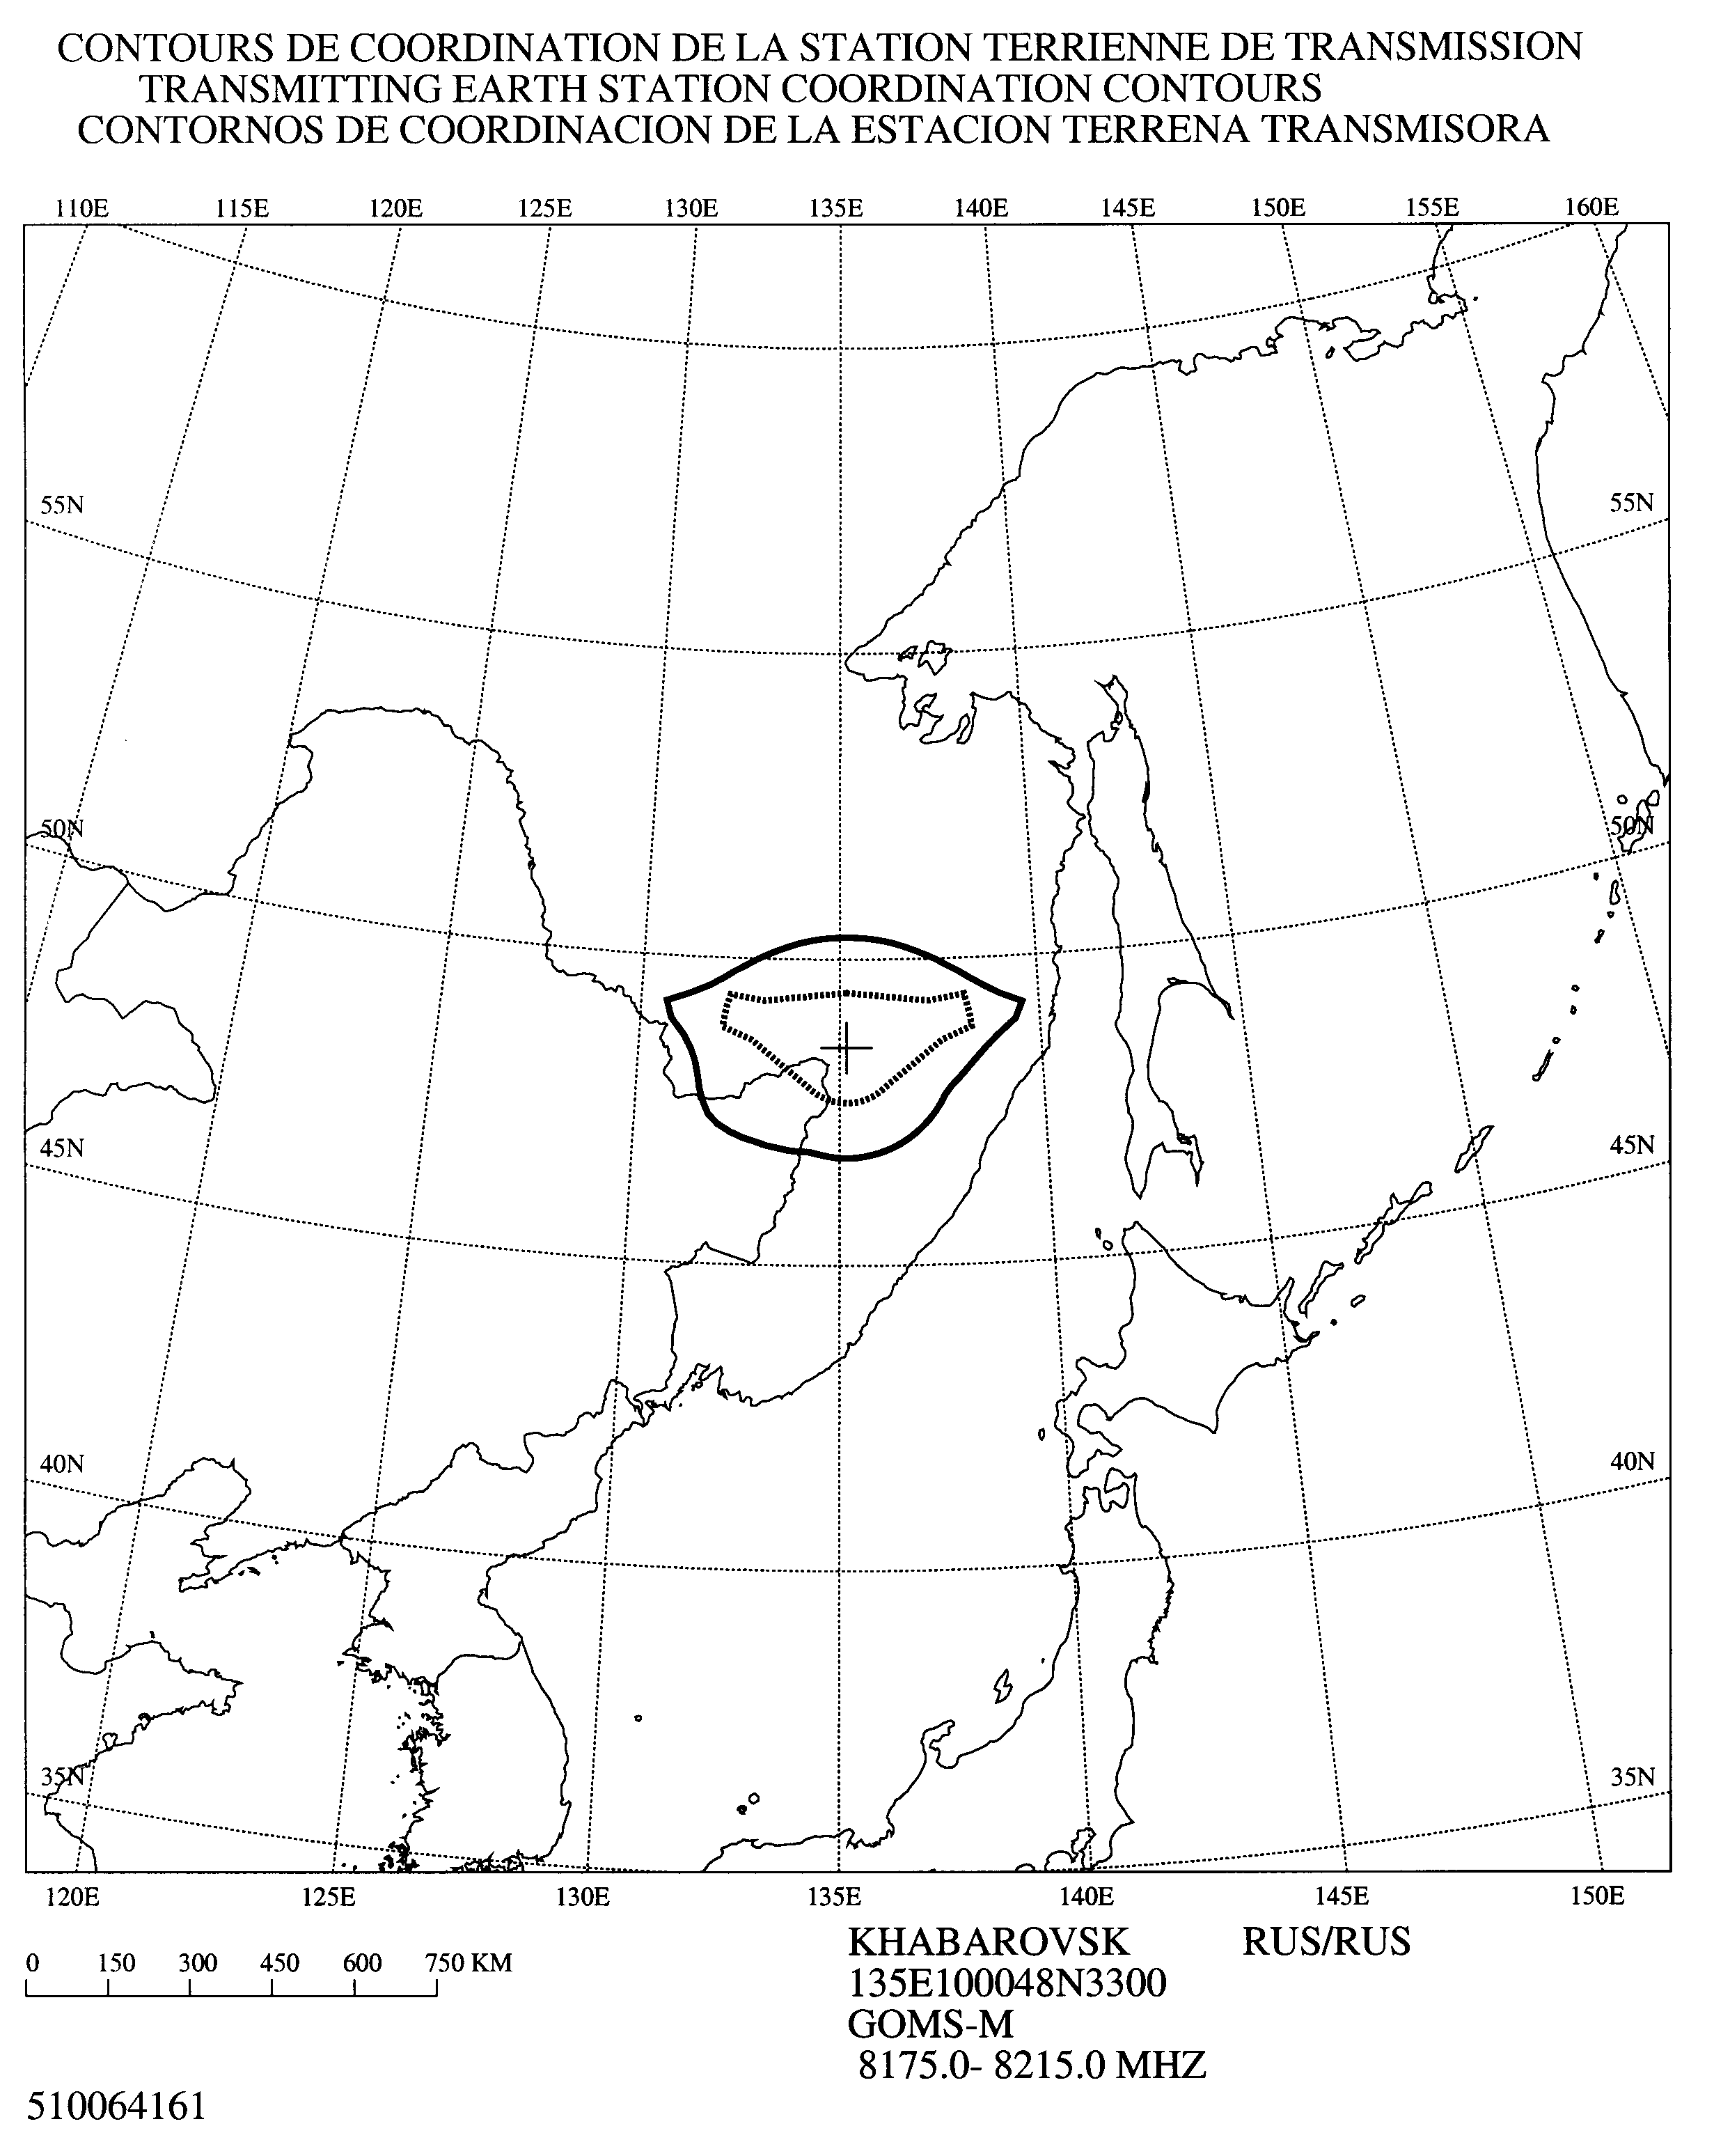 CONTOURS DE COORDINATION DE LA STATION TERRIENNE DE TRANSMISSION
TRANSMITTING EARTH STATION COORDINATION CONTOURS
CONTORNOS DE COORDINACION DE LA ESTACION TERRENA TRANSMISORA
110E 115E 120E 125E 130E 135E 140E 145E 150E 155E 160E
55N 55N
50N 50N
45N 45N
40N 40N
35N 35N
120E 125E 130E 135E 140E 145E 150E
0 150 300 450 600 750 KM
KHABAROVSK RUS/RUS
135E100048N3300
GOMS-M
8175.0- 8215.0 MHZ
510064161